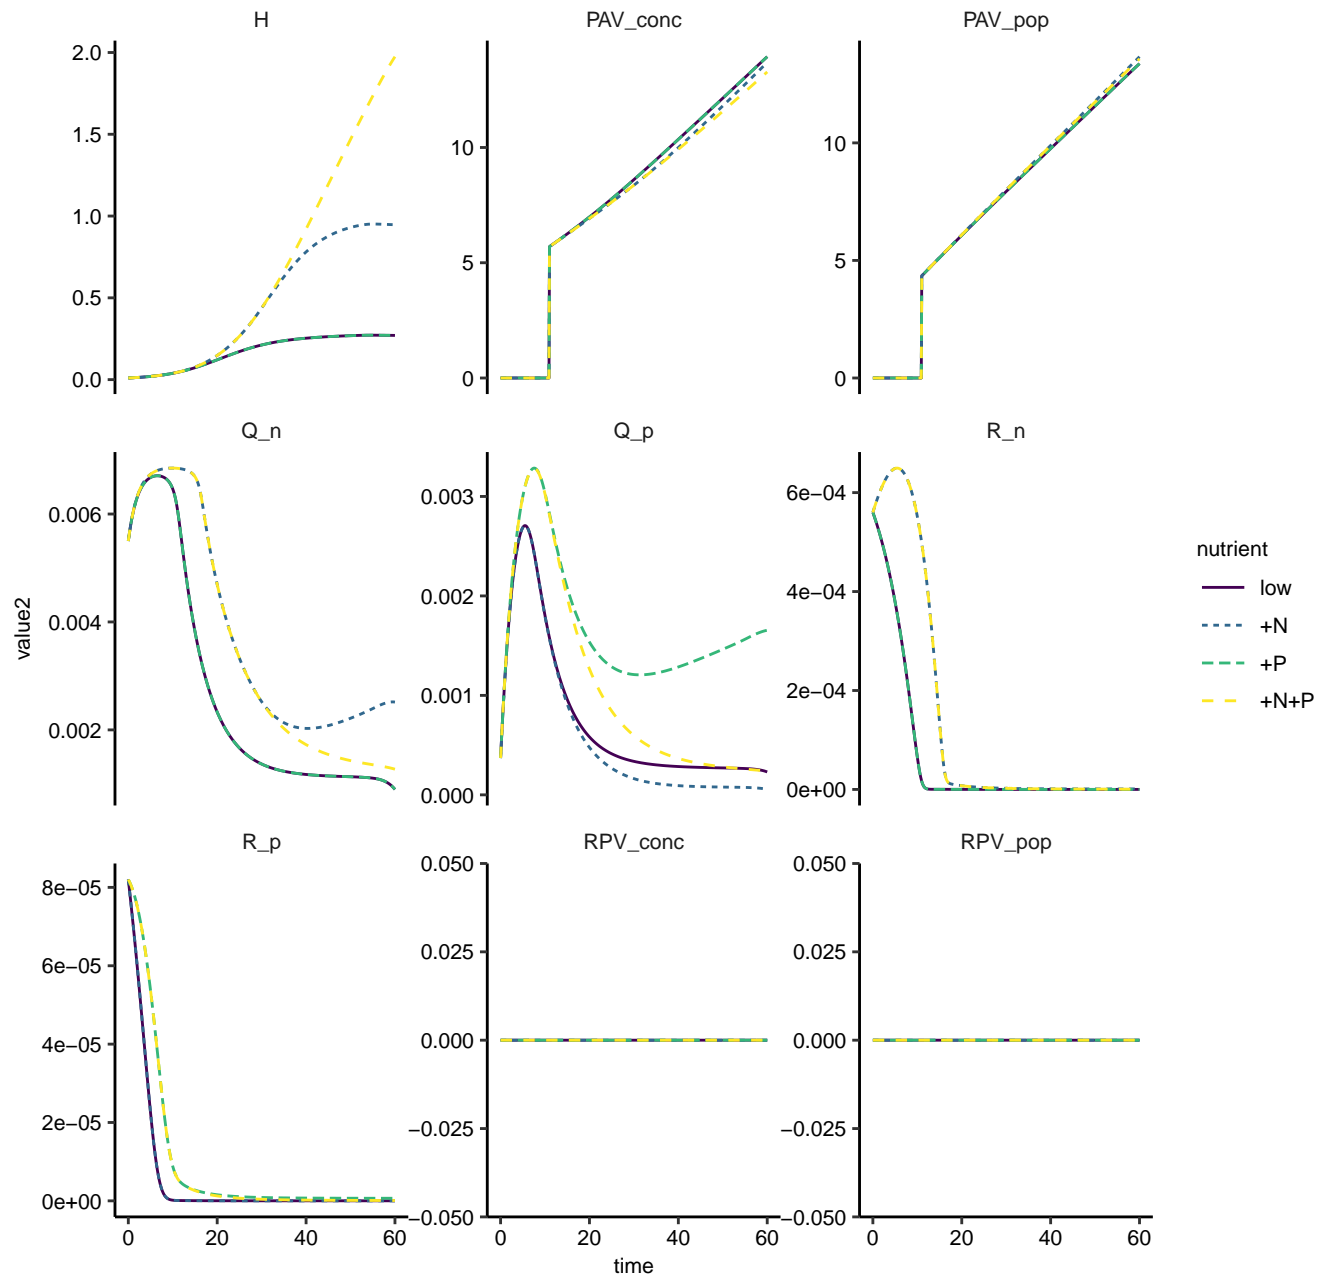 H PAV_conc PAV_pop
2.0
1.5
1.0
0.5
0.0
10
5
0
10
5
0
Q_n Q_p R_n
0.006
0.004
0.002
0.003
0.002
0.001
0.000
6e−04
4e−04
2e−04
0e+00
R_p RPV_conc RPV_pop
8e−05
6e−05
4e−05
2e−05
0e+00
0.050
0.025
0.000
−0.025
−0.050
0.050
0.025
0.000
−0.025
−0.050
0 20 40 60
0 20 40 60
0 20 40 60
time
value2
nutrient
low
+N
+P
+N+P